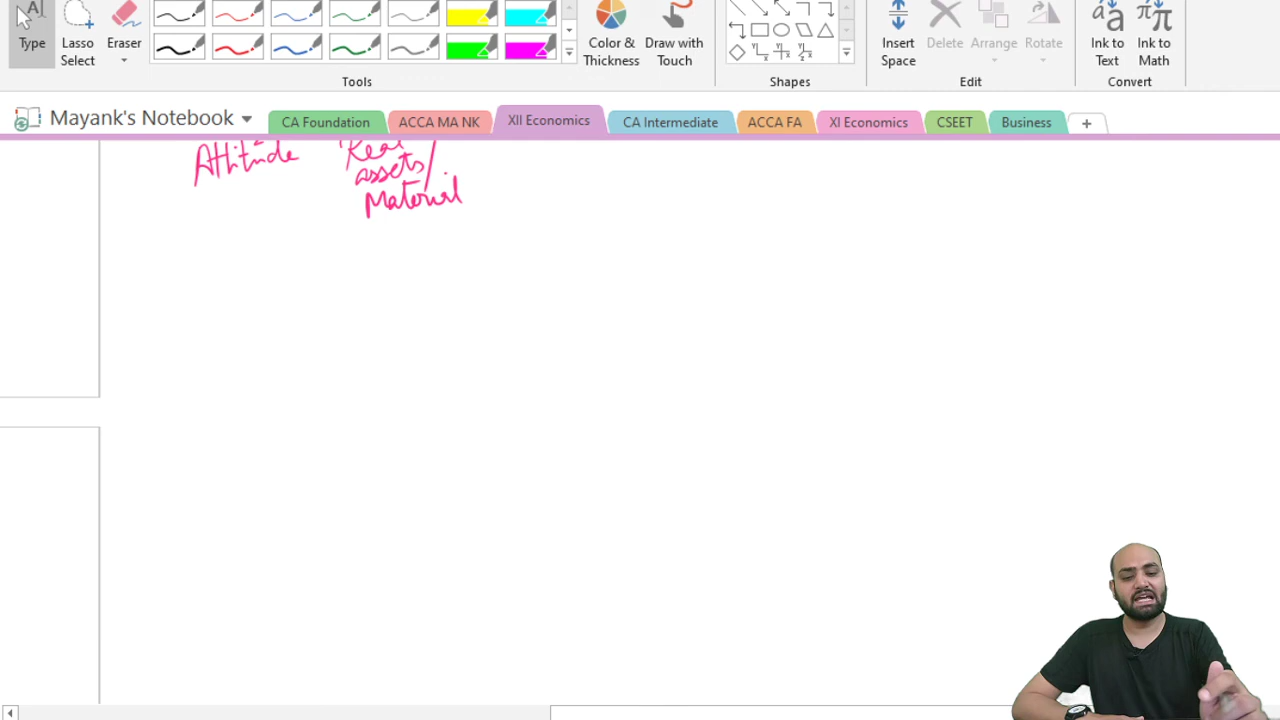 Type
Lasso
Select
Eraser
Color &
Thickness
Draw with
Touch
Insert
Space
Delete
Arrange
Rotate
Ink to
Text
Ink to
Math
Tools
Shapes
Edit
Convert
Mayank's Notebook
CA Foundation
ACCA MA NK
XII Economics
CA Intermediate
ACCA FA
XI Economics
CSEET
Business
Attitude
Real
assets/
Material